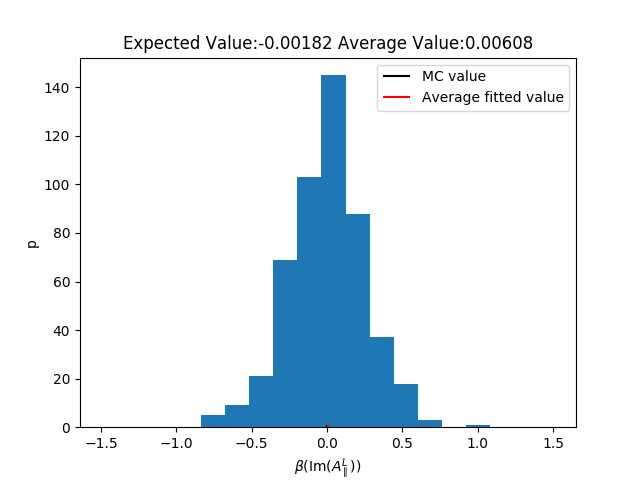 Expected Value:-0.00182 Average Value:0.00608
MC value
Average fitted value
p
140
120
100
80
60
40
20
0
−1.5 −1.0 −0.5 0.0 0.5 1.0 1.5
β(Im(A^L_∥))